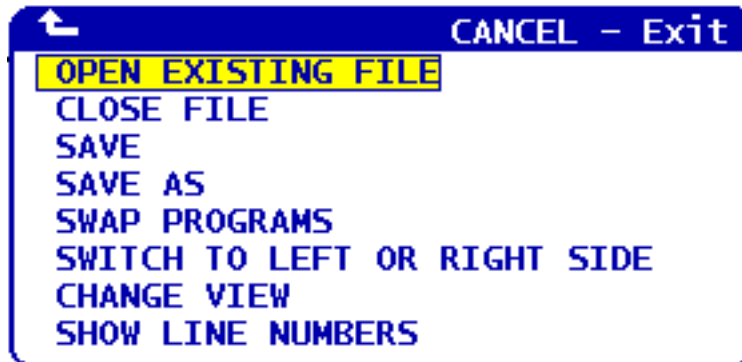 CANCEL - Exit
OPEN EXISTING FILE
CLOSE FILE
SAVE
SAVE AS
SWAP PROGRAMS
SWITCH TO LEFT OR RIGHT SIDE
CHANGE VIEW
SHOW LINE NUMBERS